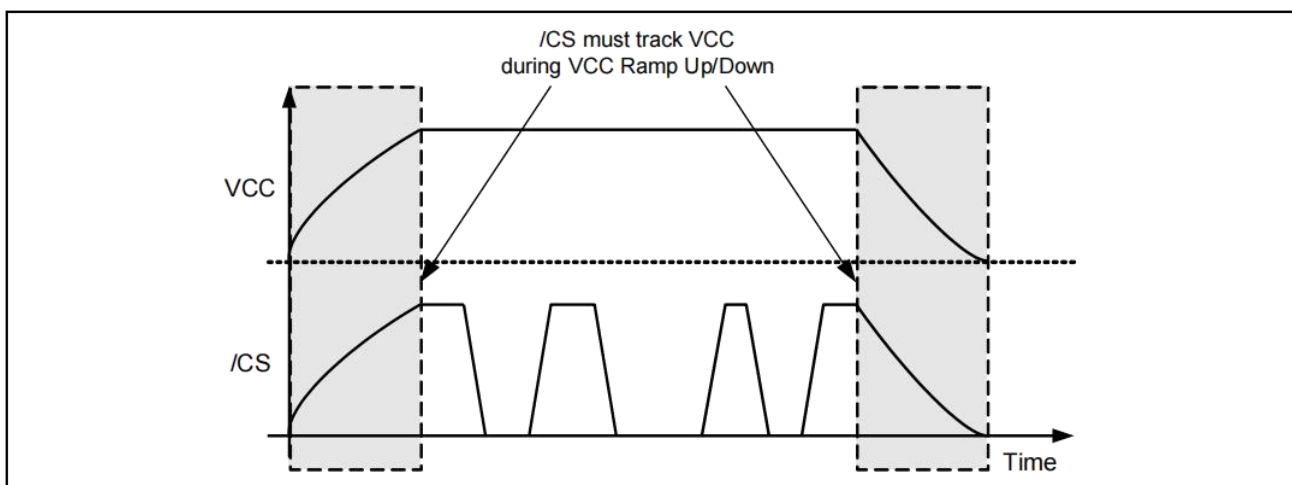 /CS must track VCC
during VCC Ramp Up/Down
VCC
/CS
Time